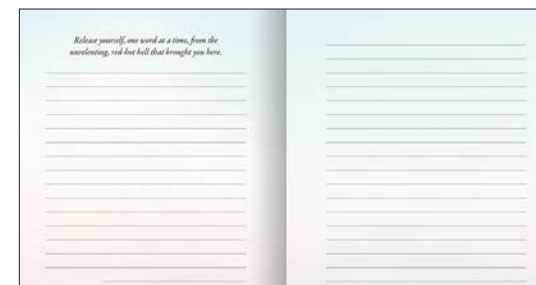 Release yourself, one word at a time, from the
unrelenting, red-hot hell that brought you here.